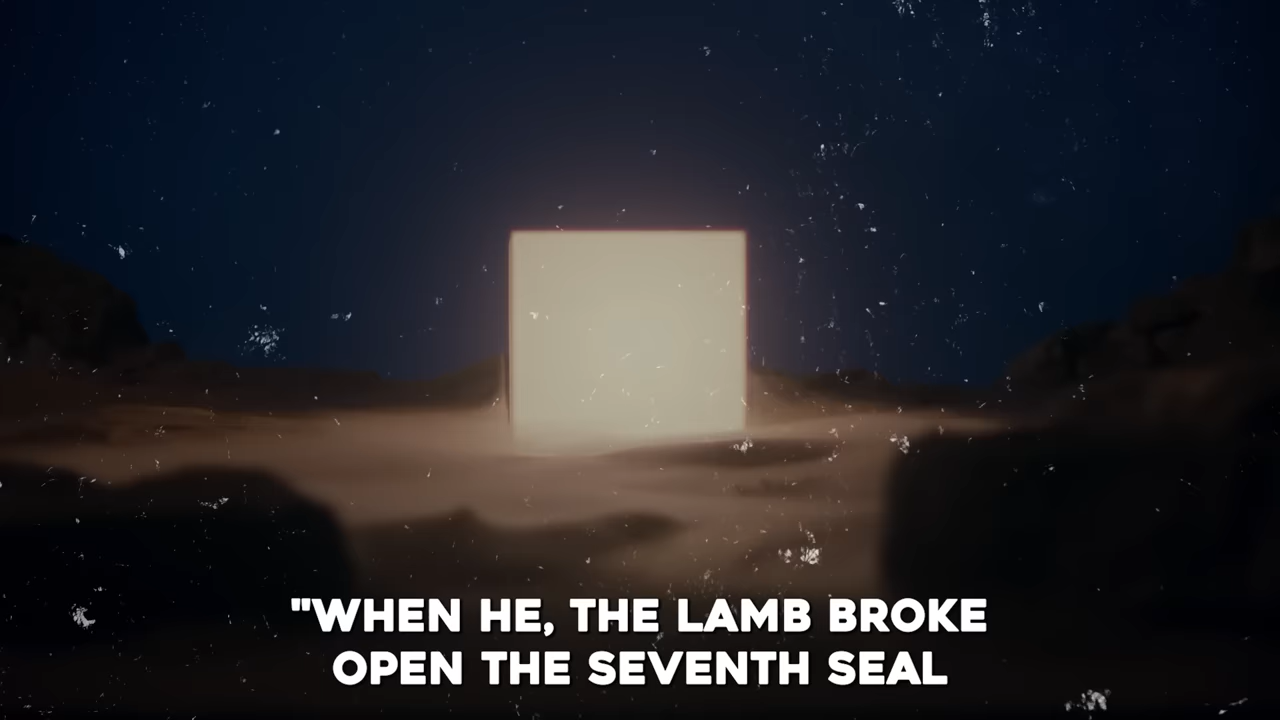 "WHEN HE, THE LAMB BROKE
OPEN THE SEVENTH SEAL